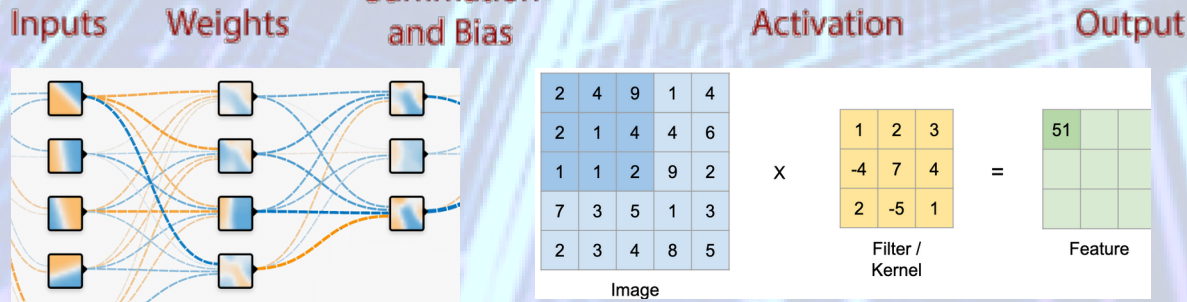 Inputs Weights Summation and Bias Activation Output
2 4 9 1 4
2 1 4 4 6
1 1 2 9 2
7 3 5 1 3
2 3 4 8 5
Image
x
1 2 3
-4 7 4
2 -5 1
Filter /
Kernel
=
51
Feature